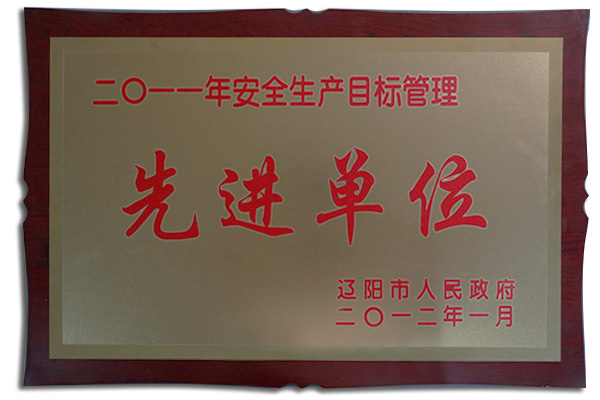 二〇一一年安全生产目标管理
先进单位
辽阳市人民政府
二〇一二年一月